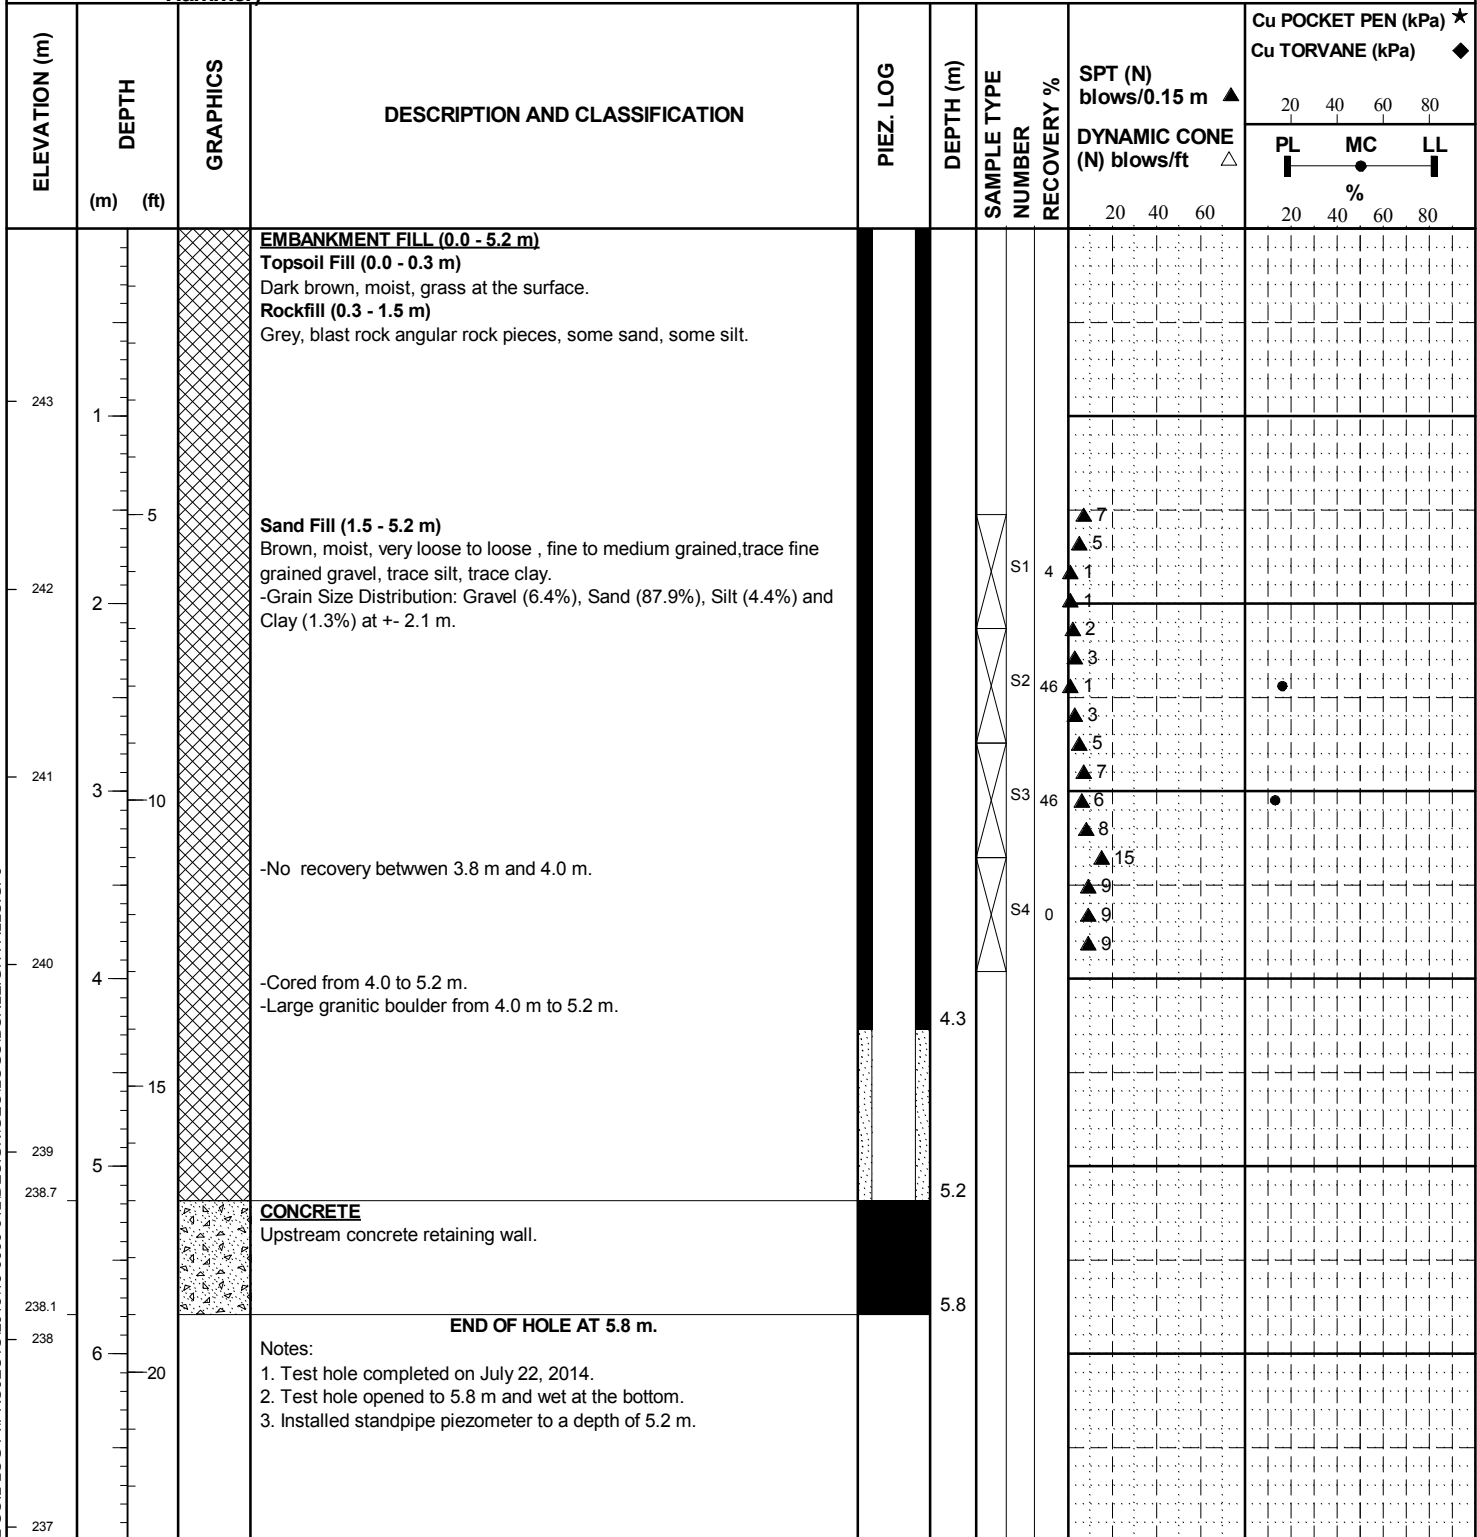 Cu POCKET PEN (kPa) ★
Cu TORVANE (kPa) ◆
20 40 60 80
ELEVATION (m)
DEPTH
(m) (ft)
GRAPHICS
DESCRIPTION AND CLASSIFICATION
PIEZ. LOG
DEPTH (m)
SAMPLE TYPE
NUMBER
RECOVERY %
SPT (N)
blows/0.15 m ▲
DYNAMIC CONE
(N) blows/ft △
20 40 60
PL MC LL
%
20 40 60 80
EMBANKMENT FILL (0.0 - 5.2 m)
Topsoil Fill (0.0 - 0.3 m)
Dark brown, moist, grass at the surface.
Rockfill (0.3 - 1.5 m)
Grey, blast rock angular rock pieces, some sand, some silt.
243
1
5
7
Sand Fill (1.5 - 5.2 m)
5
Brown, moist, very loose to loose , fine to medium grained,trace fine
grained gravel, trace silt, trace clay.
S1 4 1
242
2
-Grain Size Distribution: Gravel (6.4%), Sand (87.9%), Silt (4.4%) and
1
Clay (1.3%) at +- 2.1 m.
2
3
S2 46 1
3
5
241
7
3
10
S3 46 6
8
15
-No recovery betwwen 3.8 m and 4.0 m.
9
S4 0 9
9
240
4
-Cored from 4.0 to 5.2 m.
-Large granitic boulder from 4.0 m to 5.2 m.
4.3
15
239
5
238.7
5.2
CONCRETE
Upstream concrete retaining wall.
238.1
5.8
END OF HOLE AT 5.8 m.
238
6
Notes:
20
1. Test hole completed on July 22, 2014.
2. Test hole opened to 5.8 m and wet at the bottom.
3. Installed standpipe piezometer to a depth of 5.2 m.
237